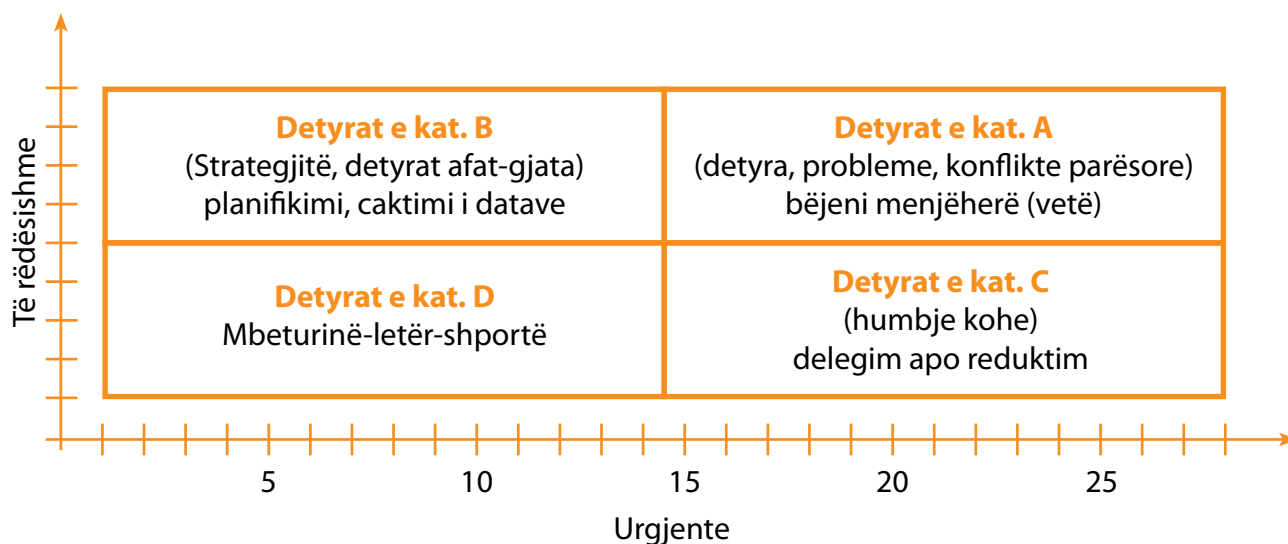 Të rëdësishme
Detyrat e kat. B
(Strategjitë, detyrat afat-gjata)
planifikimi, caktimi i datave
Detyrat e kat. A
(detyra, probleme, konflikte parësore)
bëjeni menjëherë (vetë)
Detyrat e kat. D
Mbeturinë-letër-shportë
Detyrat e kat. C
(humbje kohe)
delegim apo reduktim
5 10 15 20 25
Urgjente